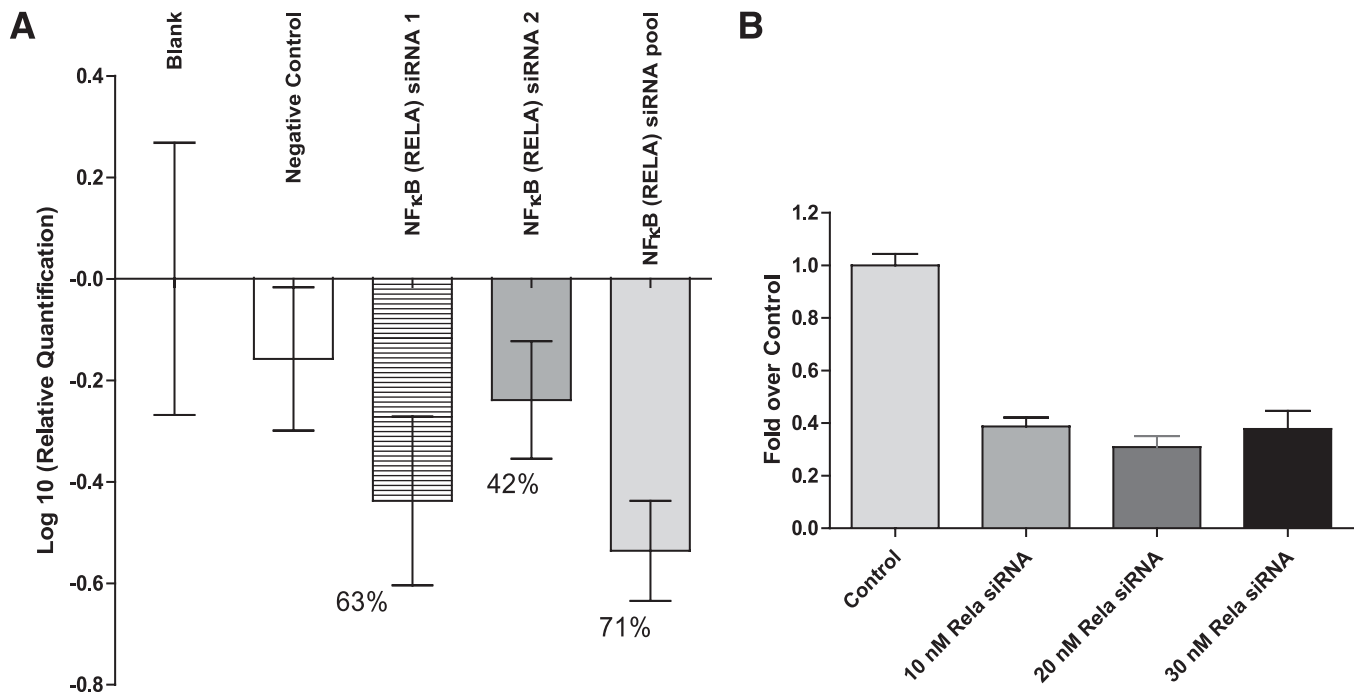 A
Blank
Negative Control
NFκB (RELA) siRNA 1
NFκB (RELA) siRNA 2
NFκB (RELA) siRNA pool
Log 10 (Relative Quantification)
0.4
0.2
-0.0
-0.2
-0.4
-0.6
-0.8
63%
42%
71%
B
Fold over Control
1.2
1.0
0.8
0.6
0.4
0.2
0.0
Control
10 nM Rela siRNA
20 nM Rela siRNA
30 nM Rela siRNA